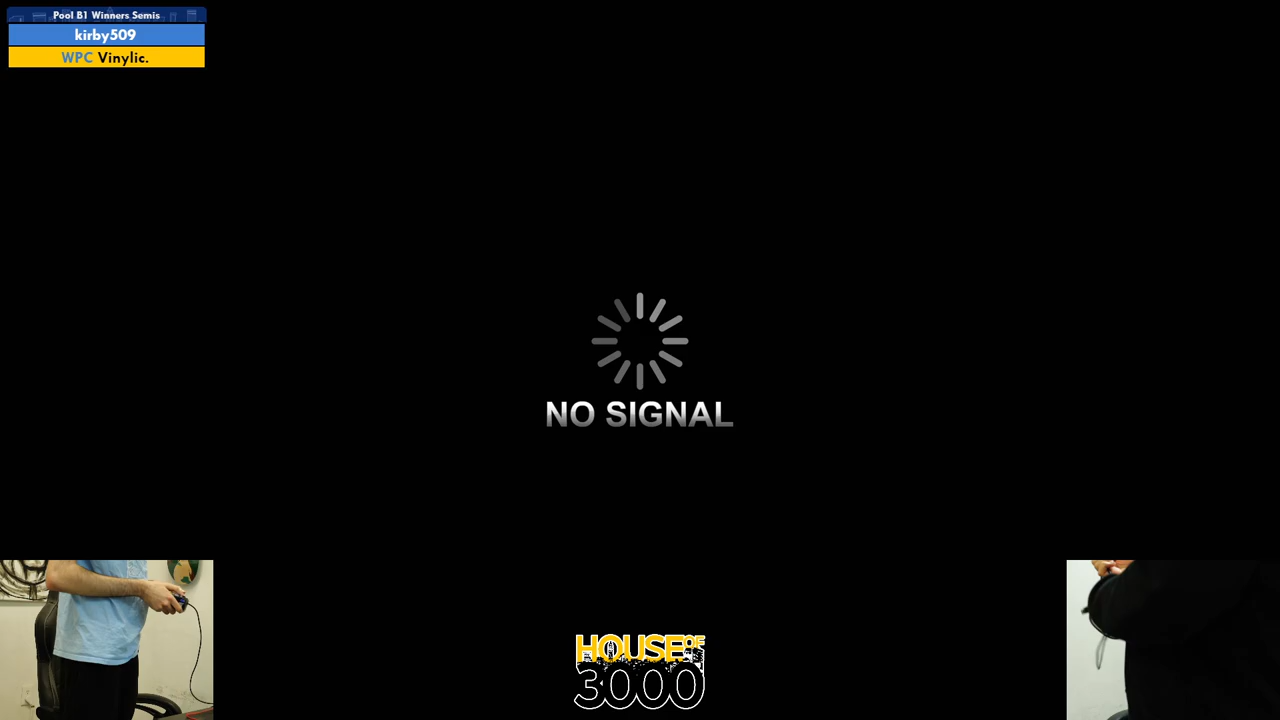 Pool B1 Winners Semis
kirby509
WPC Vinylic.
NO SIGNAL
HOUSE OF
3000